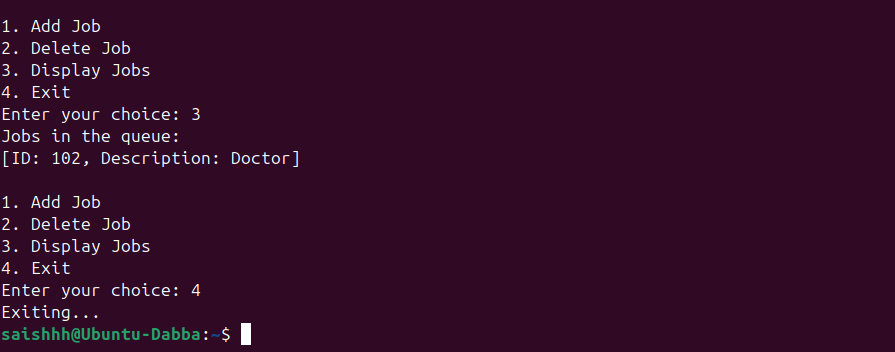 1. Add Job
2. Delete Job
3. Display Jobs
4. Exit
Enter your choice: 3
Jobs in the queue:
[ID: 102, Description: Doctor]
1. Add Job
2. Delete Job
3. Display Jobs
4. Exit
Enter your choice: 4
Exiting...
saishhh@Ubuntu-Dabba:~$